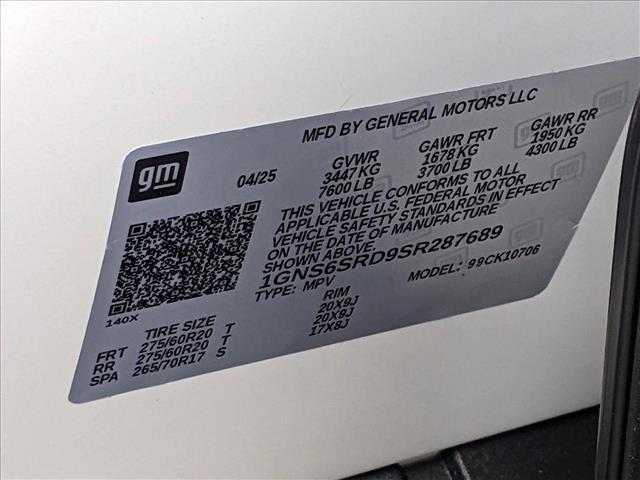 MFD BY GENERAL MOTORS LLC
gm
04/25
GVWR GAWR FRT GAWR RR
3447 KG 1678 KG 1950 KG
7600 LB 3700 LB 4300 LB
THIS VEHICLE CONFORMS TO ALL
APPLICABLE U.S. FEDERAL MOTOR
VEHICLE SAFETY STANDARDS IN EFFECT
ON THE DATE OF MANUFACTURE
SHOWN ABOVE.
1GNS6SRD9SR287689
TYPE: MPV MODEL: 99CK10706
140X
TIRE SIZE RIM
FRT 275/60R20 T 20X9J
RR 275/60R20 T 20X9J
SPA 265/70R17 S 17X8J